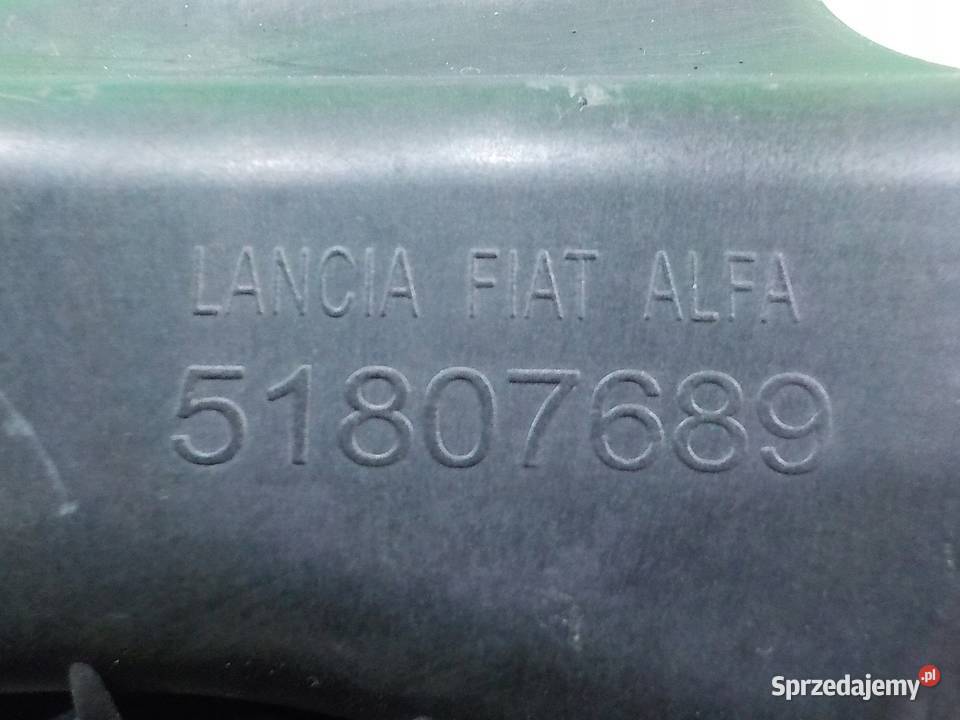 LANCIA FIAT ALFA
51807689
Sprzedajemy.pl